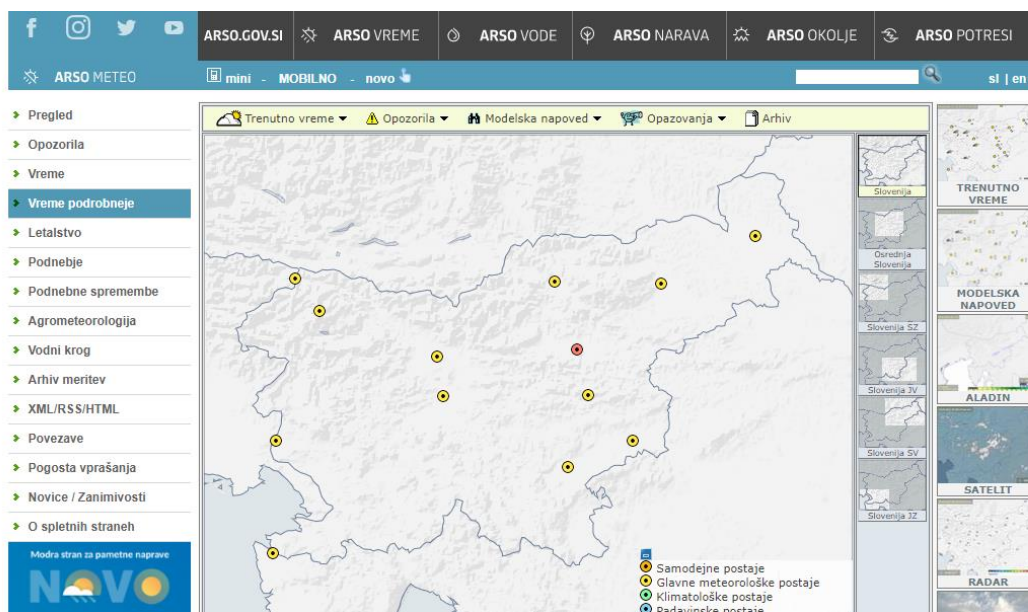 ARSO.GOV.SI
ARSO VREME
ARSO VODE
ARSO NARAVA
ARSO OKOLJE
ARSO POTRESI
ARSO METEO
mini - MOBILNO - novo
sl | en
Pregled
Opozorila
Vreme
Vreme podrobneje
Letalstvo
Podnebje
Podnebne spremembe
Agrometeorologija
Vodni krog
Arhiv meritev
XML/RSS/HTML
Povezave
Pogosta vprašanja
Novice / Zanimivosti
O spletnih straneh
Modra stran za pametne naprave
NOVO
Trenutno vreme
Opozorila
Modelska napoved
Opazovanja
Arhiv
Samodejne postaje
Glavne meteorološke postaje
Klimatološke postaje
Padavinske postaje
Slovenija
Osrednja
Slovenija
Slovenija SZ
Slovenija JV
Slovenija SV
Slovenija JZ
TRENUTNO
VREME
MODELSKA
NAPOVED
ALADIN
SATELIT
RADAR